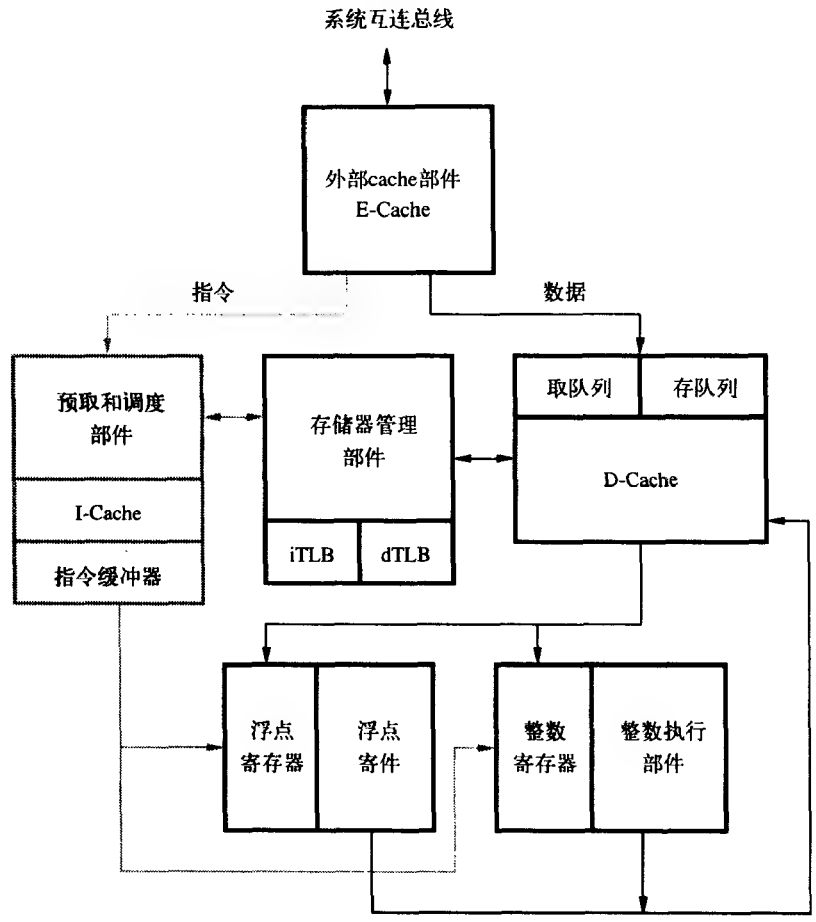 系统互连总线
外部cache部件
E-Cache
指令
数据
预取和调度
部件
I-Cache
指令缓冲器
存储器管理
部件
iTLB
dTLB
取队列
存队列
D-Cache
浮点
寄存器
浮点
寄件
整数
寄存器
整数执行
部件